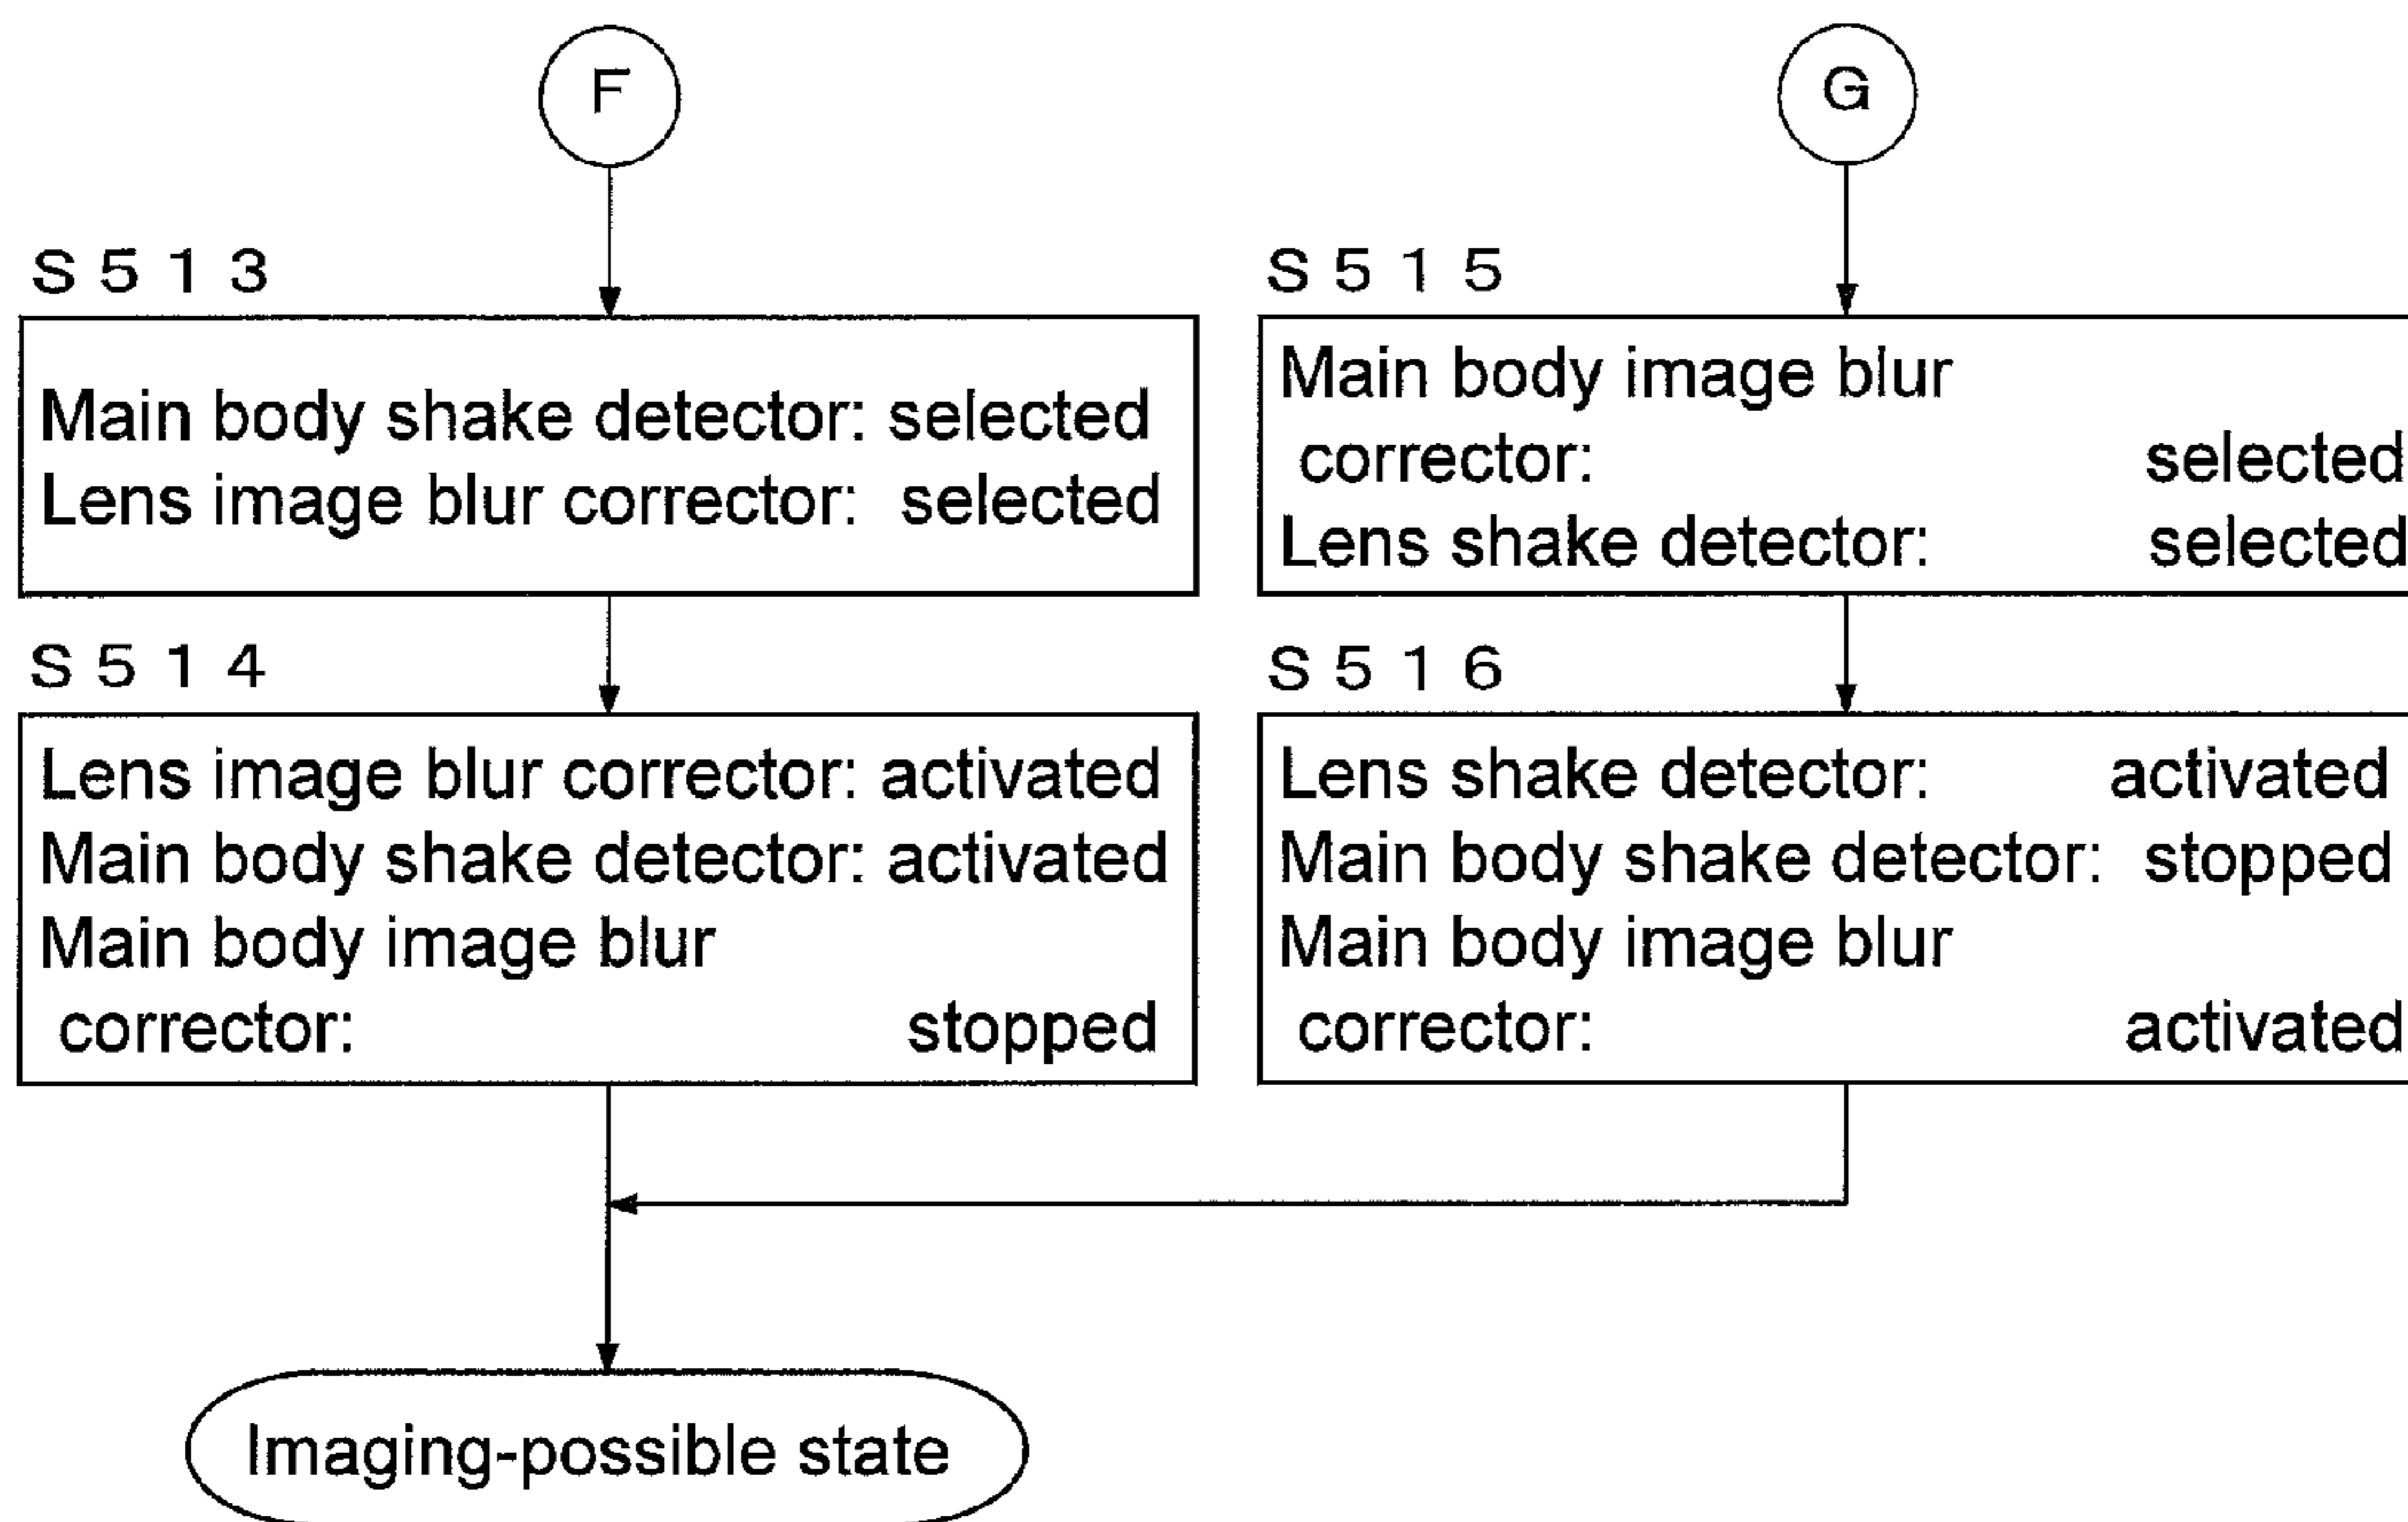 F
S513
Main body shake detector: selected
Lens image blur corrector: selected
S514
Lens image blur corrector: activated
Main body shake detector: activated
Main body image blur
corrector: stopped
G
S515
Main body image blur
corrector: selected
Lens shake detector: selected
S516
Lens shake detector: activated
Main body shake detector: stopped
Main body image blur
corrector: activated
Imaging-possible state